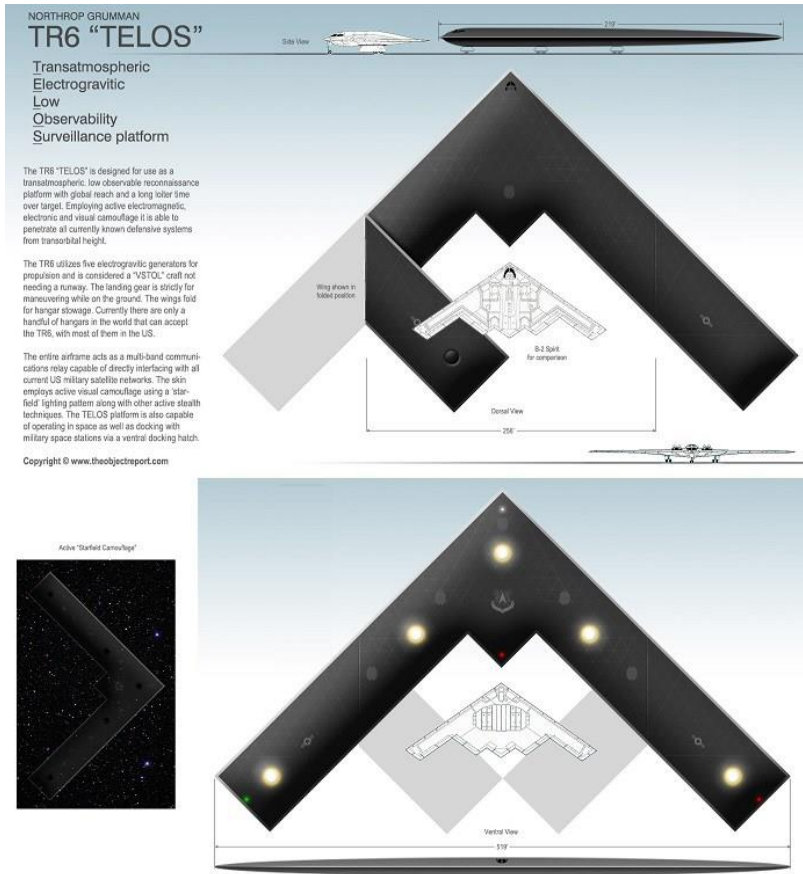 NORTHROP GRUMMAN
TR6 “TELOS”
Transatmospheric
Electrogravitic
Low
Observability
Surveillance platform
Side View
219'
The TR6 “TELOS” is designed for use as a
transatmospheric, low observable reconnaissance
platform with global reach and a long loiter time
over target. Employing active electromagnetic,
electronic and visual camouflage it is able to
penetrate all currently known defensive systems
from transorbital height.
The TR6 utilizes five electrogravitic generators for
propulsion and is considered a “VSTOL” craft not
needing a runway. The landing gear is strictly for
maneuvering while on the ground. The wings fold
for hangar stowage. Currently there are only a
handful of hangars in the world that can accept
the TR6, with most of them in the US.
The entire airframe acts as a multi-band communi-
cations relay capable of directly interfacing with all
current US military satellite networks. The skin
employs active visual camouflage using a 'star-
field' lighting pattern along with other active stealth
techniques. The TELOS platform is also capable
of operating in space as well as docking with
military space stations via a ventral docking hatch.
Copyright © www.theobjectreport.com
Wing shown in
folded position
B-2 Spirit
for comparison
Dorsal View
256'
Active “Starfield Camouflage”
Ventral View
519'